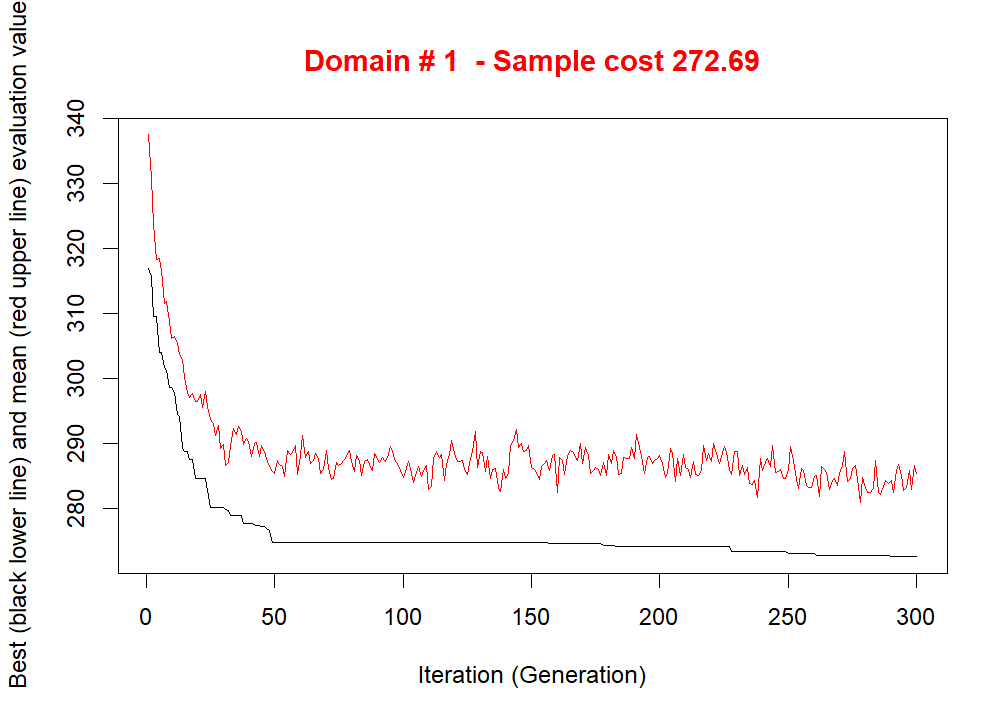 Domain # 1  - Sample cost 272.69
Best (black lower line) and mean (red upper line) evaluation value
340
330
320
310
300
290
280
0 50 100 150 200 250 300
Iteration (Generation)